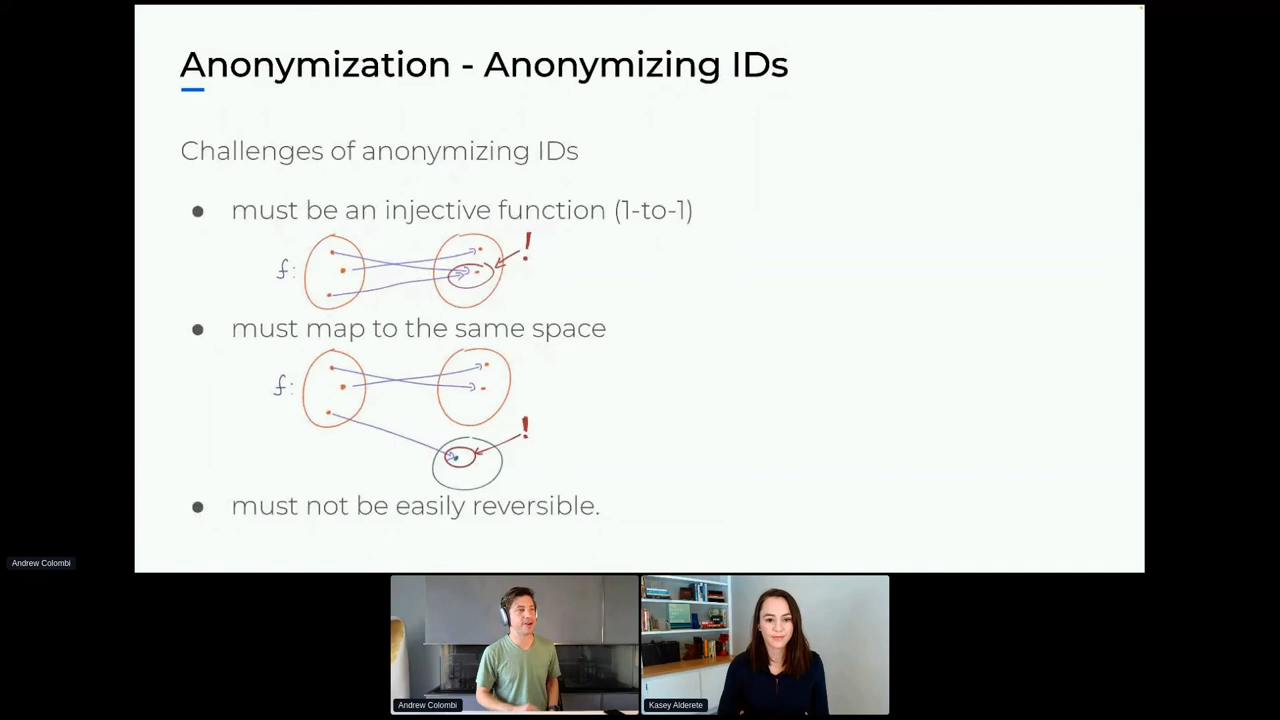 Anonymization - Anonymizing IDs
Challenges of anonymizing IDs
● must be an injective function (1-to-1)
f:
!
● must map to the same space
f:
!
● must not be easily reversible.
Andrew Colombi
Andrew Colombi
Kasey Alderete